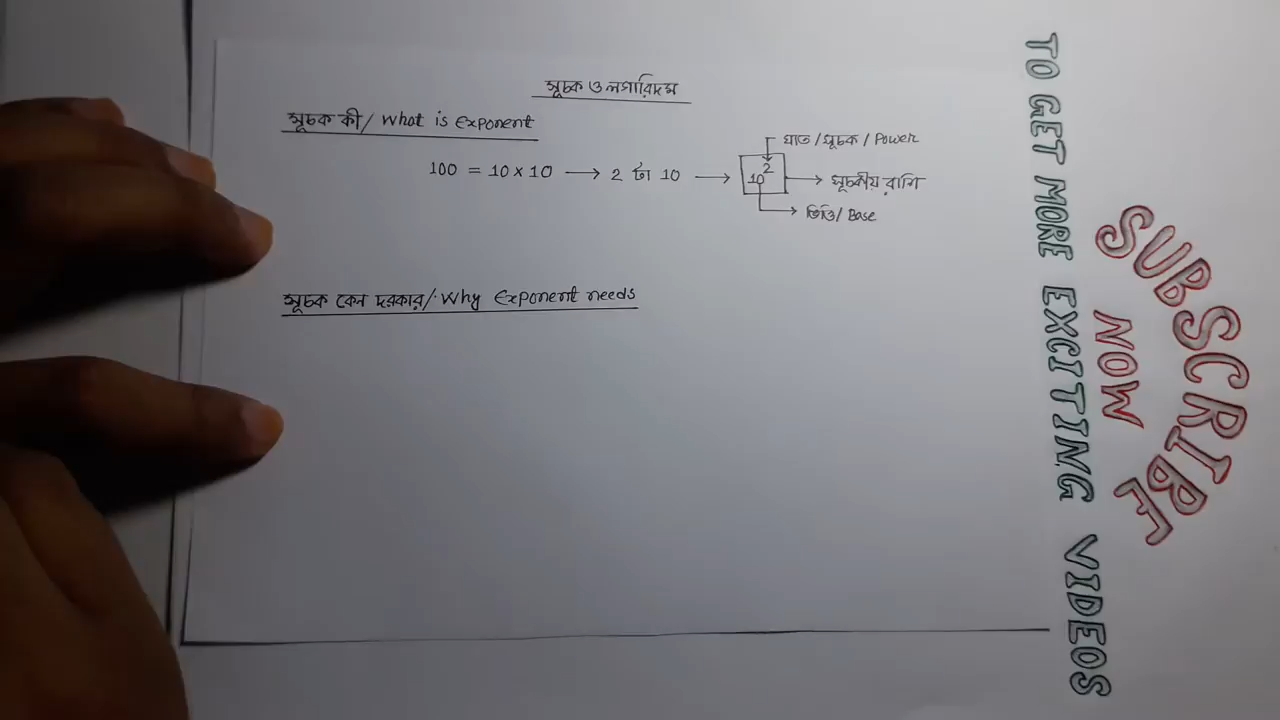 সূচক ও লগারিদম
সূচক কী / What is Exponent
100 = 10 × 10 → 2 টা 10 → 10²
ঘাত / সূচক / Power
সূচকীয় রাশি
ভিত্তি / Base
সূচক কেন দরকার / Why Exponent needs
TO GET MORE EXCITING VIDEOS
SUBSCRIBE
NOW